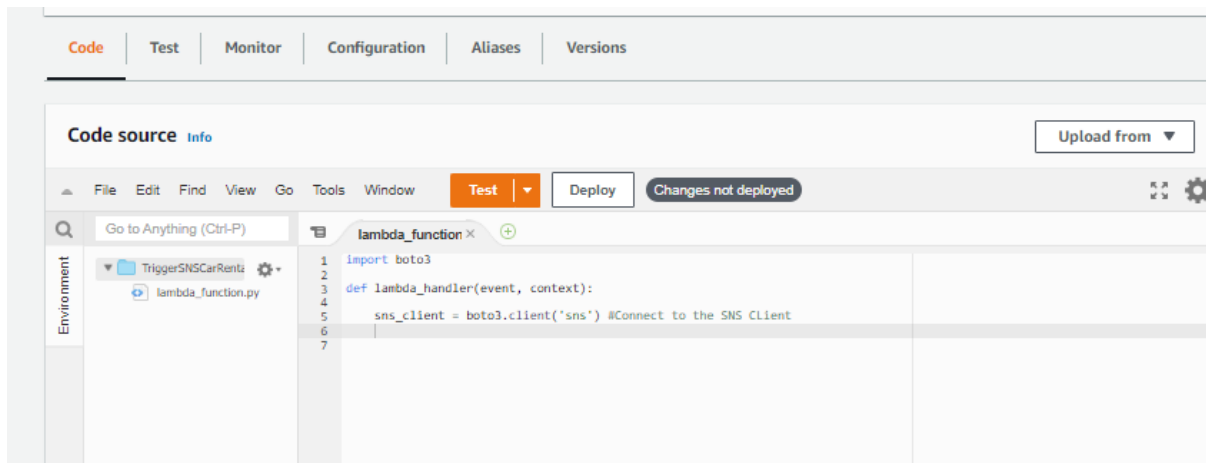 Code Test Monitor Configuration Aliases Versions
Code source Info
Upload from
File Edit Find View Go Tools Window Test Deploy Changes not deployed
Go to Anything (Ctrl-P)
lambda_function
Environment
TriggerSNSCarRenta
lambda_function.py
1 import boto3
2
3 def lambda_handler(event, context):
4
5 sns_client = boto3.client('sns') #Connect to the SNS CLient
6
7